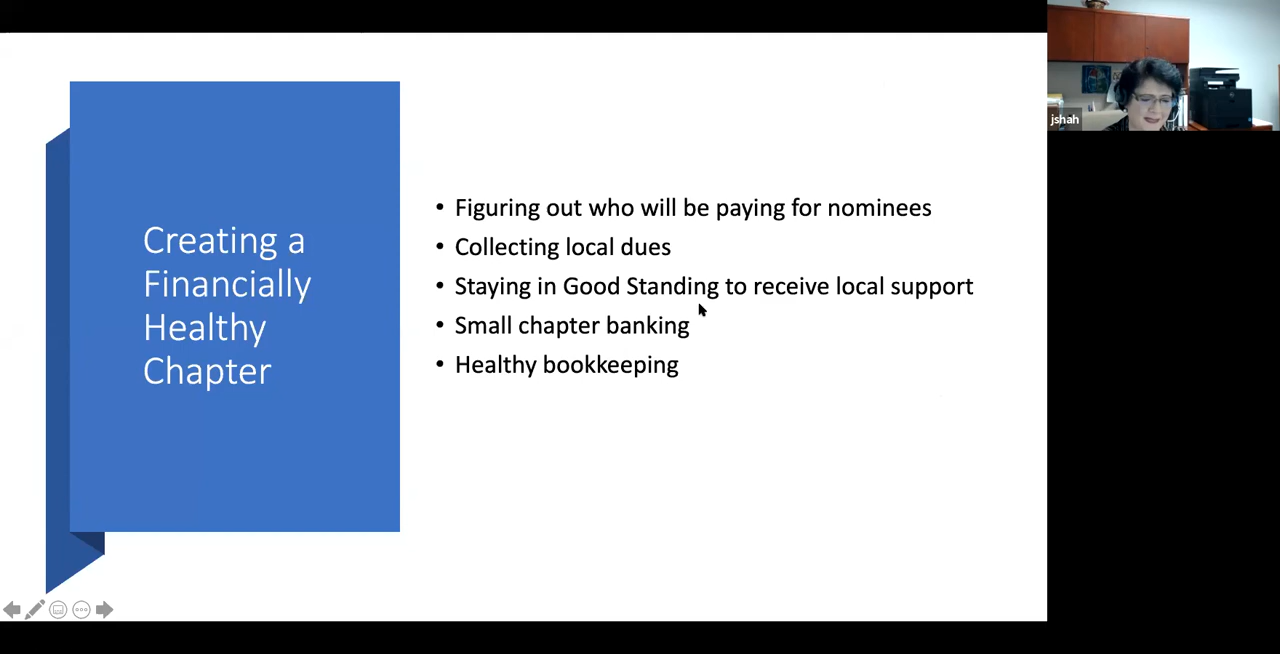 Creating a
Financially
Healthy
Chapter
• Figuring out who will be paying for nominees
• Collecting local dues
• Staying in Good Standing to receive local support
• Small chapter banking
• Healthy bookkeeping
jshah